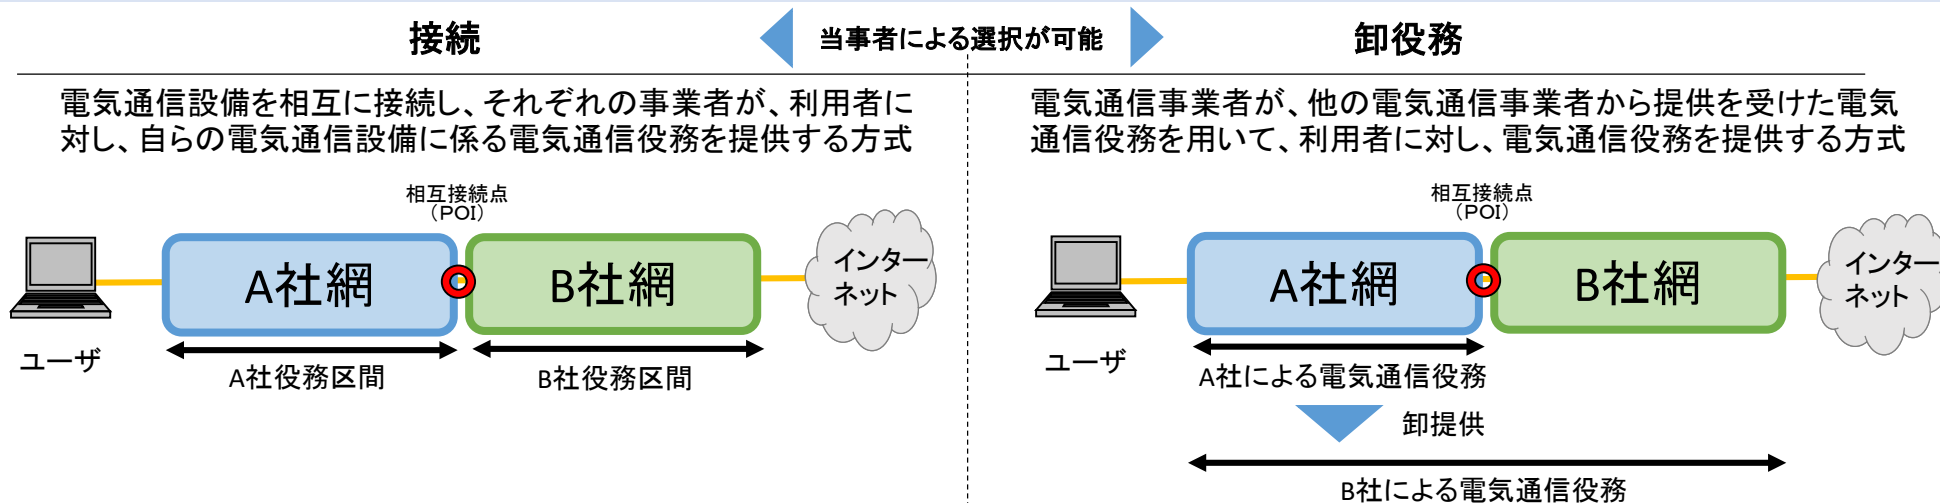 接続
当事者による選択が可能
卸役務
電気通信設備を相互に接続し、それぞれの事業者が、利用者に
対し、自らの電気通信設備に係る電気通信役務を提供する方式
相互接続点
（POI）
A社網
B社網
インター
ネット
ユーザ
A社役務区間
B社役務区間
電気通信事業者が、他の電気通信事業者から提供を受けた電気
通信役務を用いて、利用者に対し、電気通信役務を提供する方式
相互接続点
（POI）
A社網
B社網
インター
ネット
ユーザ
A社による電気通信役務
卸提供
B社による電気通信役務